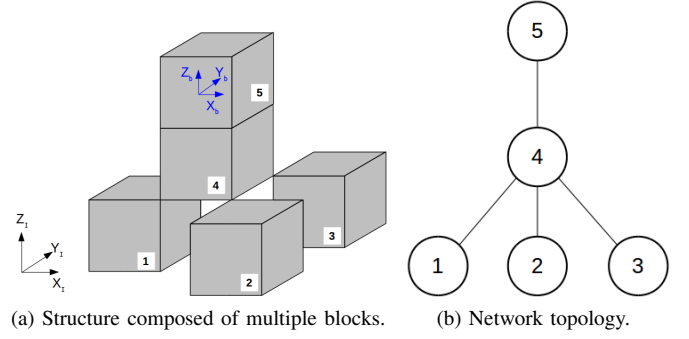 5
Z_b
Y_b
X_b
5
4
4
3
Z_I
Y_I
X_I
1
2
1
2
3
(a) Structure composed of multiple blocks.
(b) Network topology.